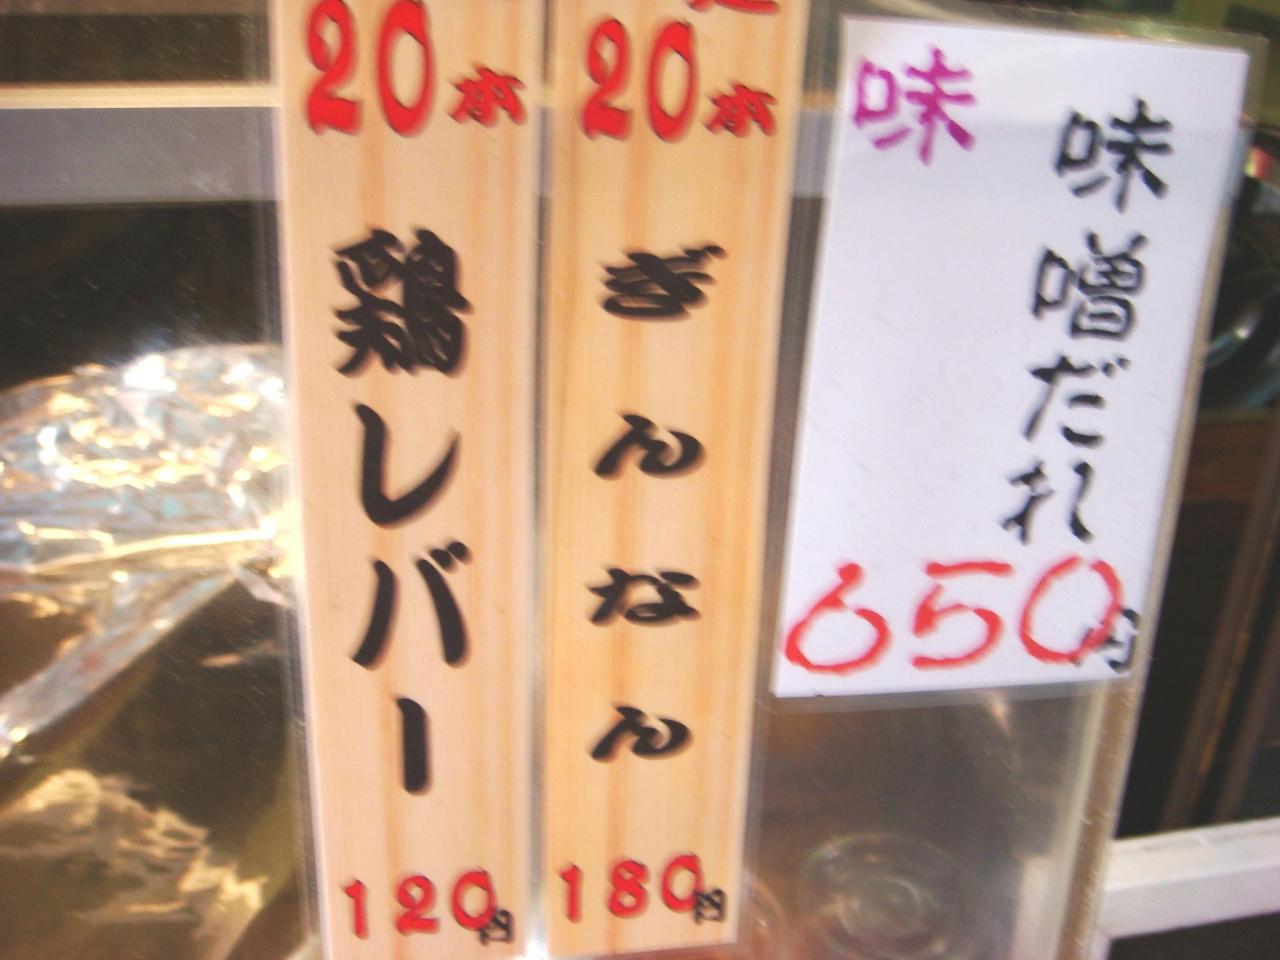 味噌だれ
650円
味
20本
ぎんなん
180円
20本
鶏レバー
120円